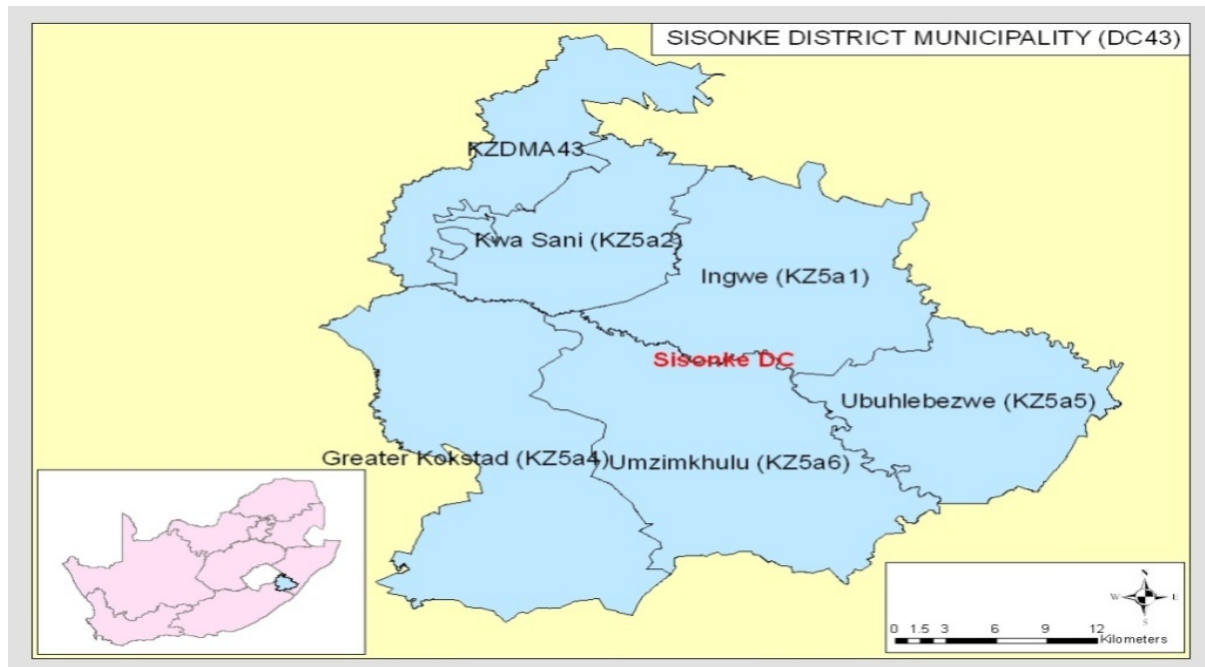 SISONKE DISTRICT MUNICIPALITY (DC43)
KZDMA43
Kwa Sani (KZ5a2)
Ingwe (KZ5a1)
Sisonke DC
Ubuhlebezwe (KZ5a5)
Greater Kokstad (KZ5a4)
Umzimkhulu (KZ5a6)
N
W E
S
0 1.5 3 6 9 12
Kilometers